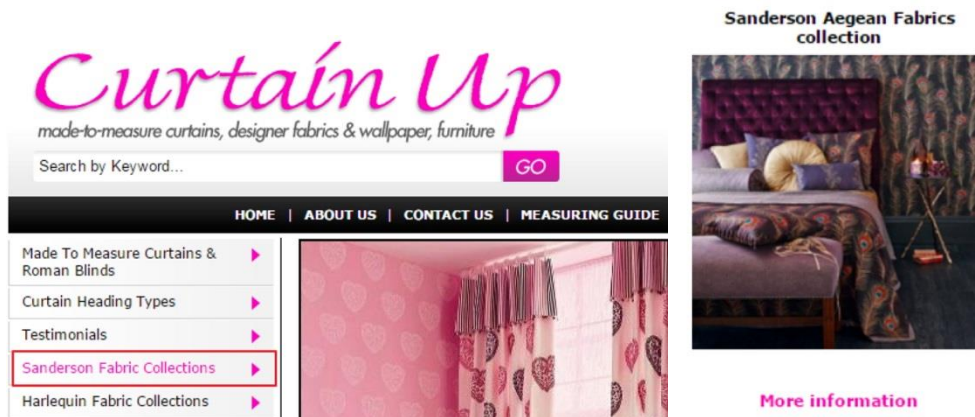 Curtain Up
made-to-measure curtains, designer fabrics & wallpaper, furniture
Search by Keyword...
GO
HOME | ABOUT US | CONTACT US | MEASURING GUIDE
Made To Measure Curtains &
Roman Blinds
Curtain Heading Types
Testimonials
Sanderson Fabric Collections
Harlequin Fabric Collections
Sanderson Aegean Fabrics
collection
More information